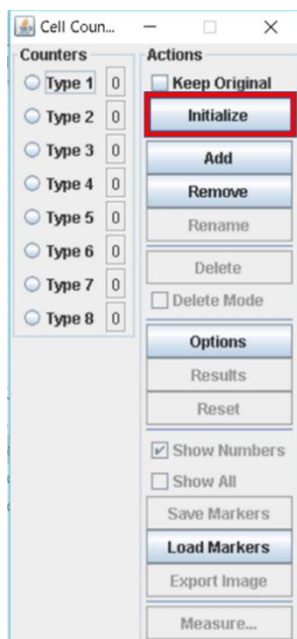 Cell Coun...
Counters
Type 1 0
Type 2 0
Type 3 0
Type 4 0
Type 5 0
Type 6 0
Type 7 0
Type 8 0
Actions
Keep Original
Initialize
Add
Remove
Rename
Delete
Delete Mode
Options
Results
Reset
Show Numbers
Show All
Save Markers
Load Markers
Export Image
Measure...